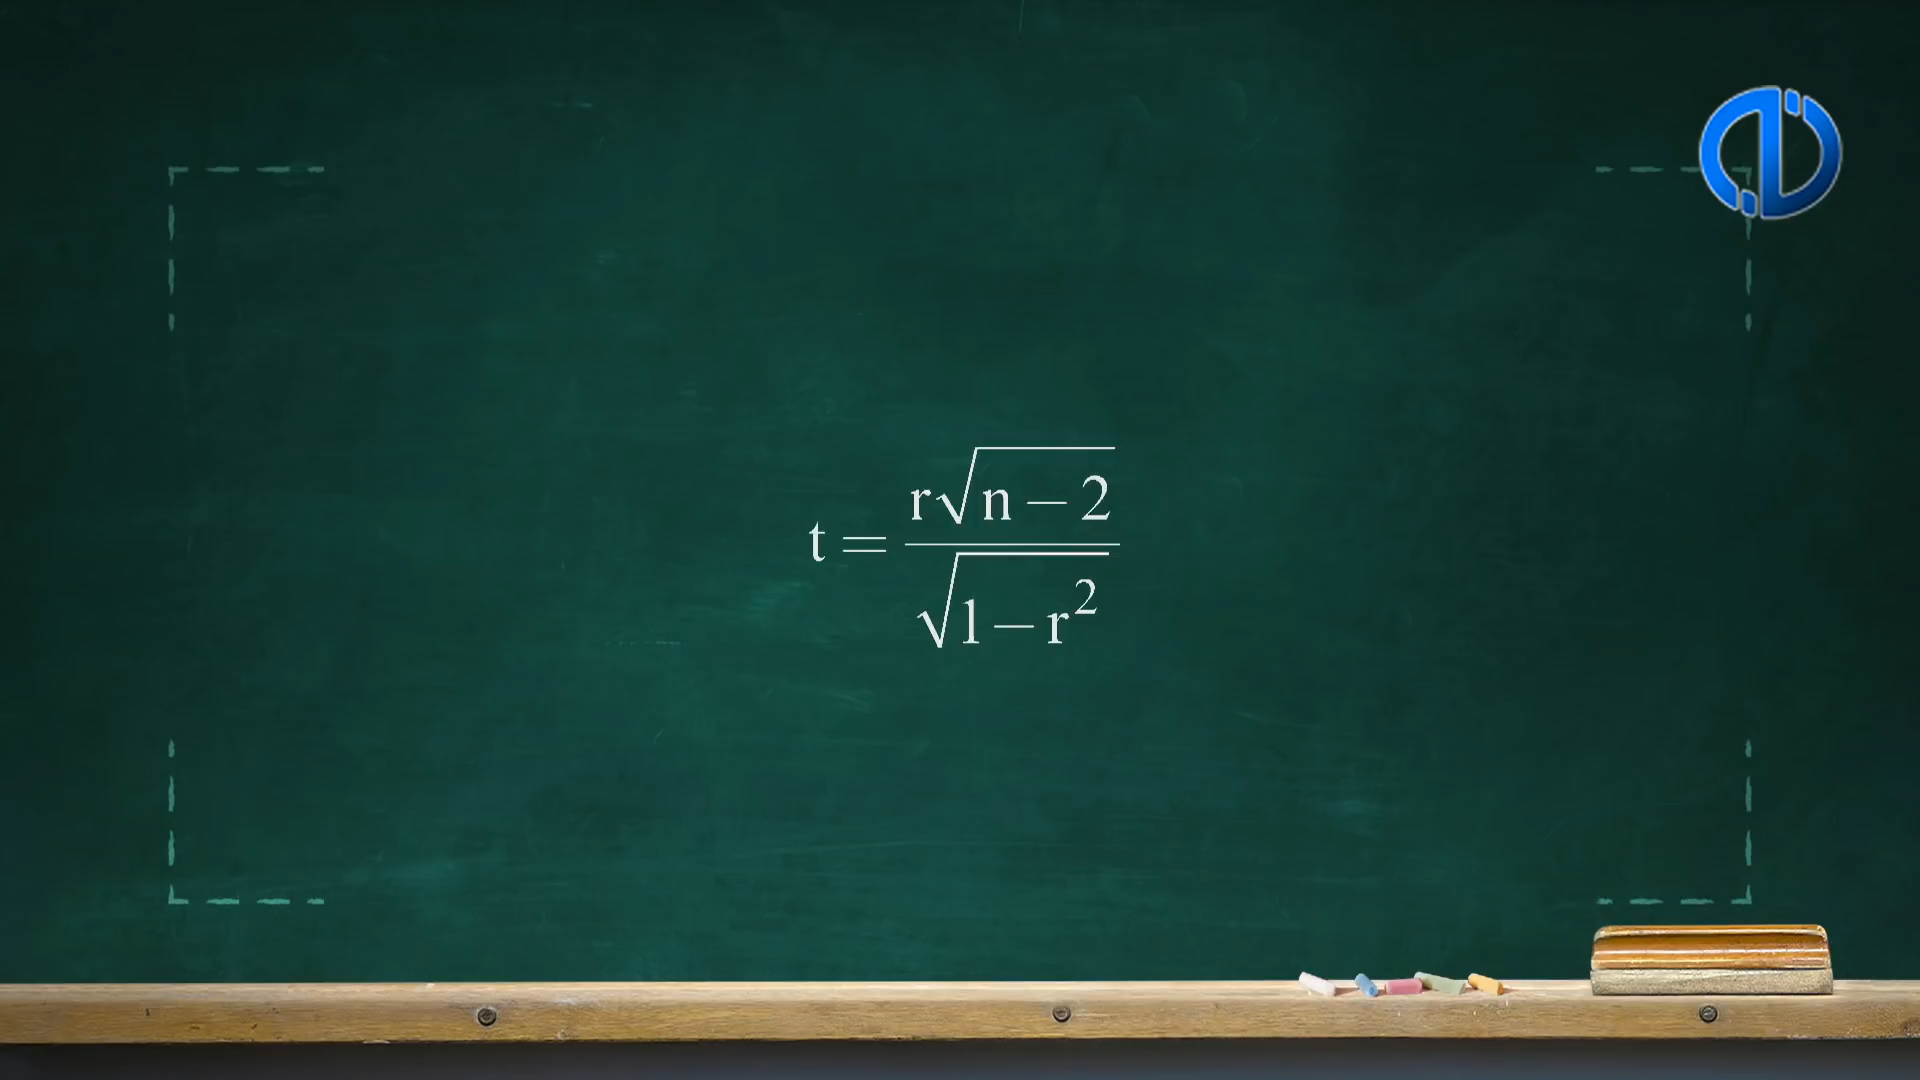 t = r√(n − 2) / √(1 − r²)